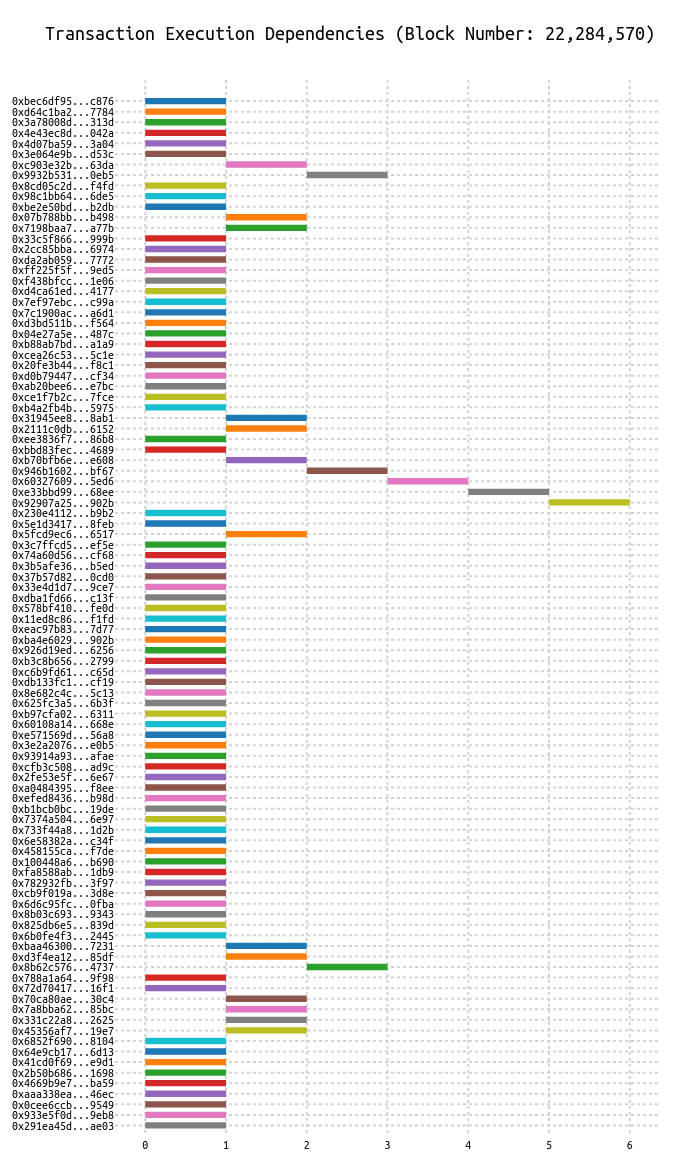 Transaction Execution Dependencies (Block Number: 22,284,570)
0xbec6df95...c876
0xd64c1ba2...7784
0x3a78008d...313d
0x4e43ec8d...042a
0x4d07ba59...3a04
0x3e064e9b...d53c
0xc903e32b...63da
0x9932b531...0eb5
0x8cd05c2d...f4fd
0x98c1bb64...6de5
0xbe2e50bd...b2db
0x07b788bb...b498
0x7198baa7...a77b
0x33c5f866...999b
0x2cc85bba...6974
0xda2ab059...7772
0xff225f5f...9ed5
0xf438bfcc...1e06
0xd4ca61ed...4177
0x7ef97ebc...c99a
0x7c1900ac...a6d1
0xd3bd511b...f564
0x04e27a5e...487c
0xb88ab7bd...a1a9
0xcea26c53...5c1e
0x20fe3b44...f8c1
0xd0b79447...cf34
0xab20bee6...e7bc
0xce1f7b2c...7fce
0xb4a2fb4b...5975
0x31945ee8...8ab1
0x2111c0db...6152
0xee3836f7...86b8
0xbbd83fec...4689
0xb70bfb6e...e608
0x946b1602...bf67
0x60327609...5ed6
0xe33bbd99...68ee
0x92907a25...902b
0x230e4112...b9b2
0x5e1d3417...8feb
0x5fcd9ec6...6517
0x3c7ffcd5...ef5e
0x74a60d56...cf68
0x3b5afe36...b5ed
0x37b57d82...0cd0
0x33e4d1d7...9ce7
0xdba1fd66...c13f
0x578bf410...fe0d
0x11ed8c86...f1fd
0xeac97b83...7d77
0xba4e6029...902b
0x926d19ed...6256
0xb3c8b656...2799
0xc6b9fd61...c65d
0xdb133fc1...cf19
0x8e682c4c...5c13
0x625fc3a5...6b3f
0xb97cfa02...6311
0x60108a14...668e
0xe571569d...56a8
0x3e2a2076...e0b5
0x93914a93...afae
0xcfb3c508...ad9c
0x2fe53e5f...6e67
0xa0484395...f8ee
0xefed8436...b98d
0xb1bcb0bc...19de
0x7374a504...6e97
0x733f44a8...1d2b
0x6e58382a...c34f
0x458155ca...f7de
0x100448a6...b690
0xfa8588ab...1db9
0x782932fb...3f97
0xcb9f019a...3d8e
0x6d6c95fc...0fba
0x8b03c693...9343
0x825db6e5...839d
0x6b0fe4f3...2445
0xbaa46300...7231
0xd3f4ea12...85df
0x8b62c576...4737
0x788a1a64...9f98
0x72d70417...16f1
0x70ca80ae...30c4
0x7a8bba62...85bc
0x331c22a8...2625
0x45356af7...19e7
0x6852f690...8104
0x64e9cb17...6d13
0x41cd0f69...e9d1
0x2b50b686...1698
0x4669b9e7...ba59
0xaaa338ea...46ec
0x0cee6ccb...9549
0x933e5f0d...9eb8
0x291ea45d...ae03
0 1 2 3 4 5 6